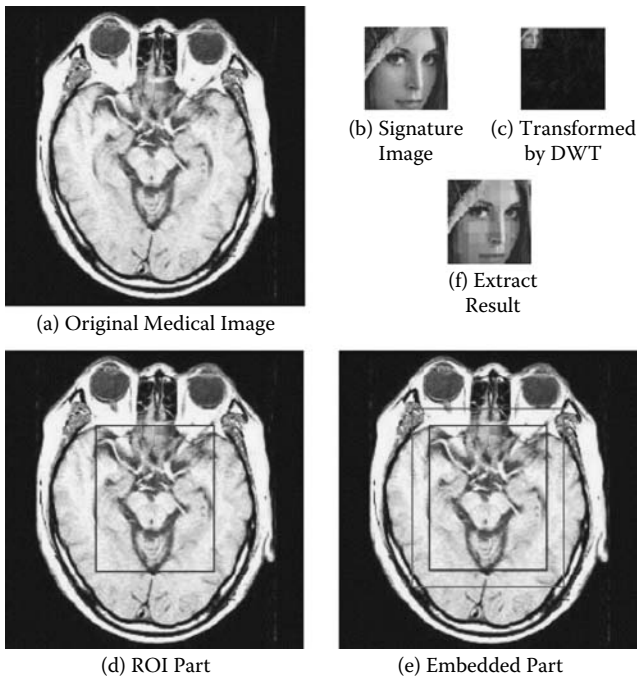 (b) Signature
Image
(c) Transformed
by DWT
(f) Extract
Result
(a) Original Medical Image
(d) ROI Part
(e) Embedded Part